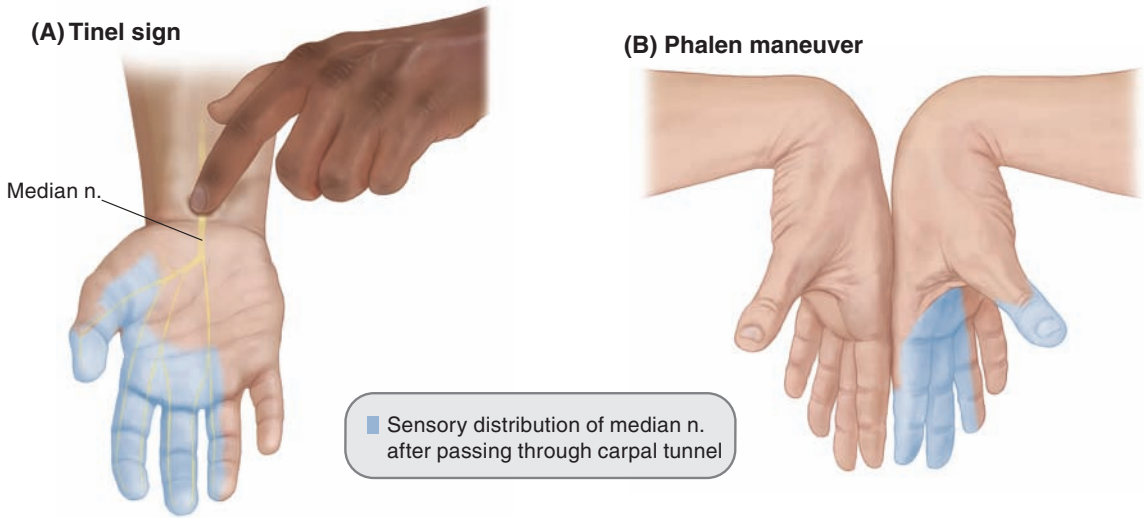 (A) Tinel sign
(B) Phalen maneuver
Median n.
Sensory distribution of median n.
after passing through carpal tunnel